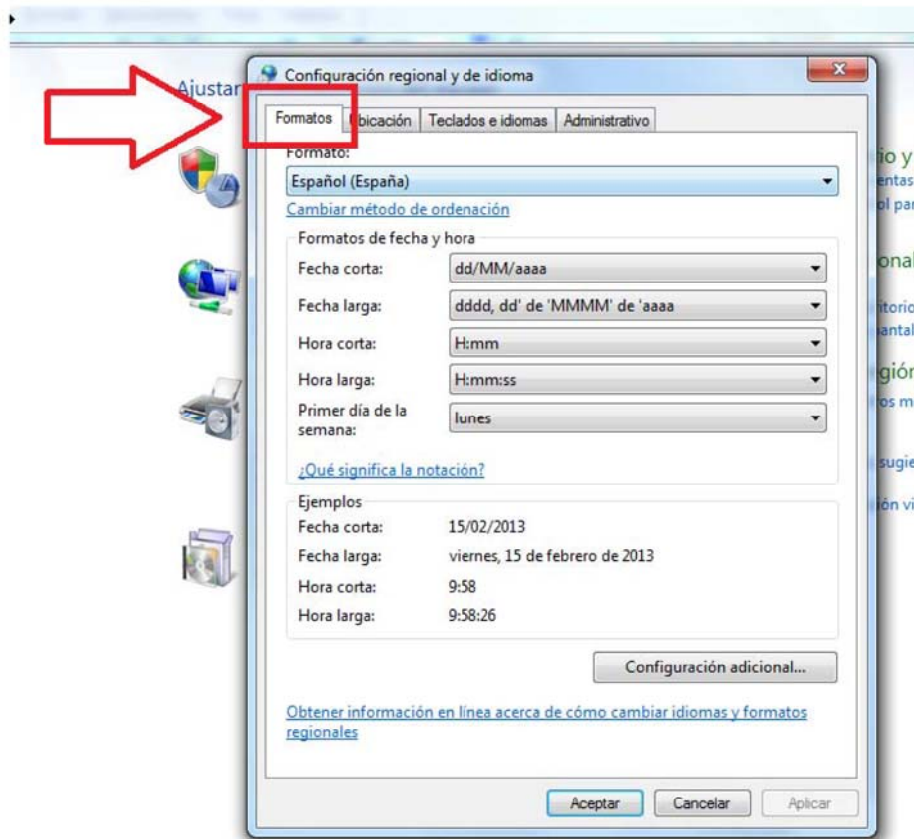 Configuración regional y de idioma
Ajustar
Formatos
Ubicación
Teclados e idiomas
Administrativo
Formato:
Español (España)
Cambiar método de ordenación
Formatos de fecha y hora
Fecha corta: dd/MM/aaaa
Fecha larga: dddd, dd' de 'MMMM' de 'aaaa
Hora corta: H:mm
Hora larga: H:mm:ss
Primer día de la
semana: lunes
¿Qué significa la notación?
Ejemplos
Fecha corta: 15/02/2013
Fecha larga: viernes, 15 de febrero de 2013
Hora corta: 9:58
Hora larga: 9:58:26
Configuración adicional...
Obtener información en línea acerca de cómo cambiar idiomas y formatos
regionales
Aceptar
Cancelar
Aplicar